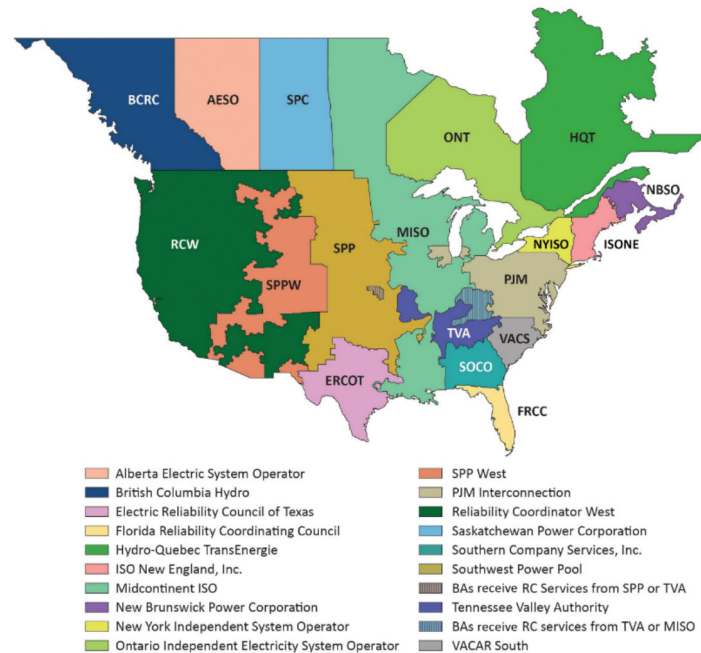 BCRC
AESO
SPC
ONT
HQT
CNBSO
RCW
MISO
SPP
NYISO
ISONE
SPPW
PJM
TVA
VACS
SOCO
ERCOT
FRCC
Alberta Electric System Operator
British Columbia Hydro
Electric Reliability Council of Texas
Florida Reliability Coordinating Council
Hydro-Quebec TransEnergie
ISO New England, Inc.
Midcontinent ISO
New Brunswick Power Corporation
New York Independent System Operator
Ontario Independent Electricity System Operator
SPP West
PJM Interconnection
Reliability Coordinator West
Saskatchewan Power Corporation
Southern Company Services, Inc.
Southwest Power Pool
BAs receive RC Services from SPP or TVA
Tennessee Valley Authority
BAs receive RC services from TVA or MISO
VACAR South